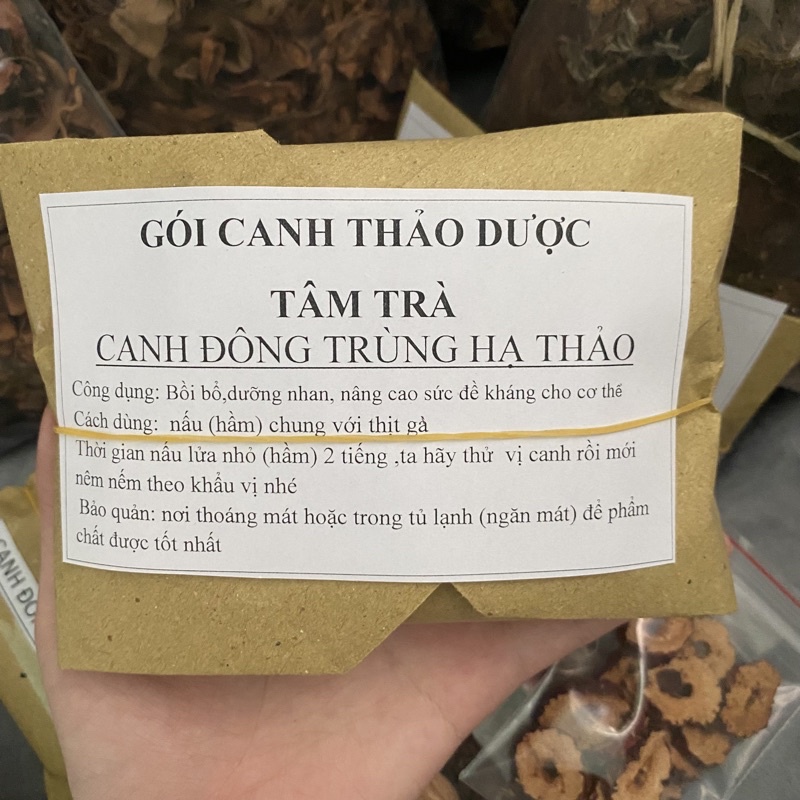 GÓI CANH THẢO DƯỢC
TÂM TRÀ
CANH ĐÔNG TRÙNG HẠ THẢO
Công dụng: Bồi bổ,dưỡng nhan, nâng cao sức đề kháng cho cơ thể
Cách dùng: nấu (hầm) chung với thịt gà
Thời gian nấu lửa nhỏ (hầm) 2 tiếng ,ta hãy thử vị canh rồi mới
nêm nếm theo khẩu vị nhé
Bảo quản: nơi thoáng mát hoặc trong tủ lạnh (ngăn mát) để phẩm
chất được tốt nhất
CANH